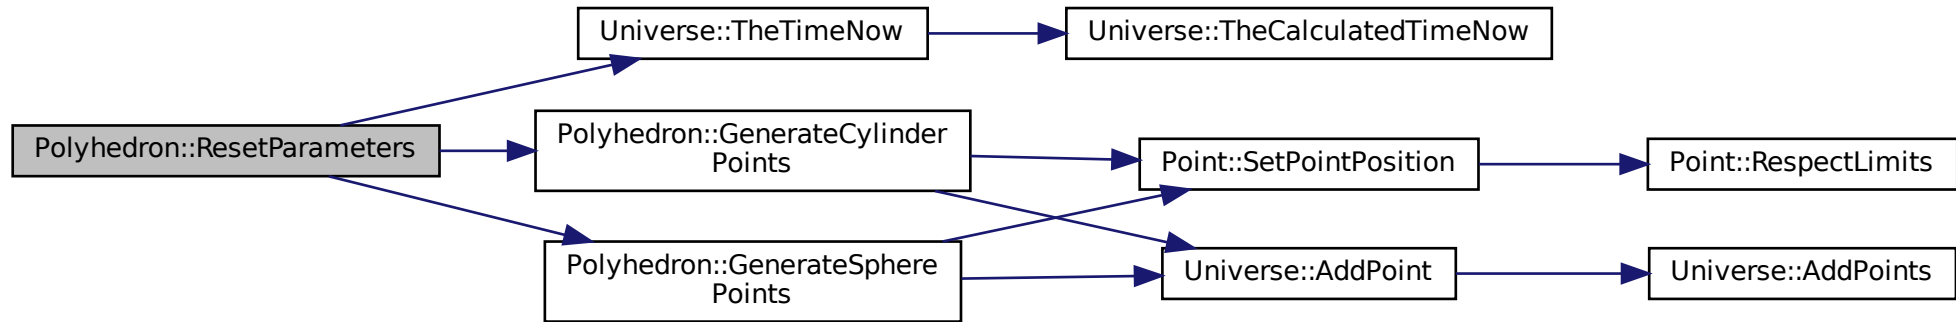 Polyhedron::ResetParameters
Universe::TheTimeNow
Universe::TheCalculatedTimeNow
Polyhedron::GenerateCylinder
Points
Point::SetPointPosition
Point::RespectLimits
Polyhedron::GenerateSphere
Points
Universe::AddPoint
Universe::AddPoints